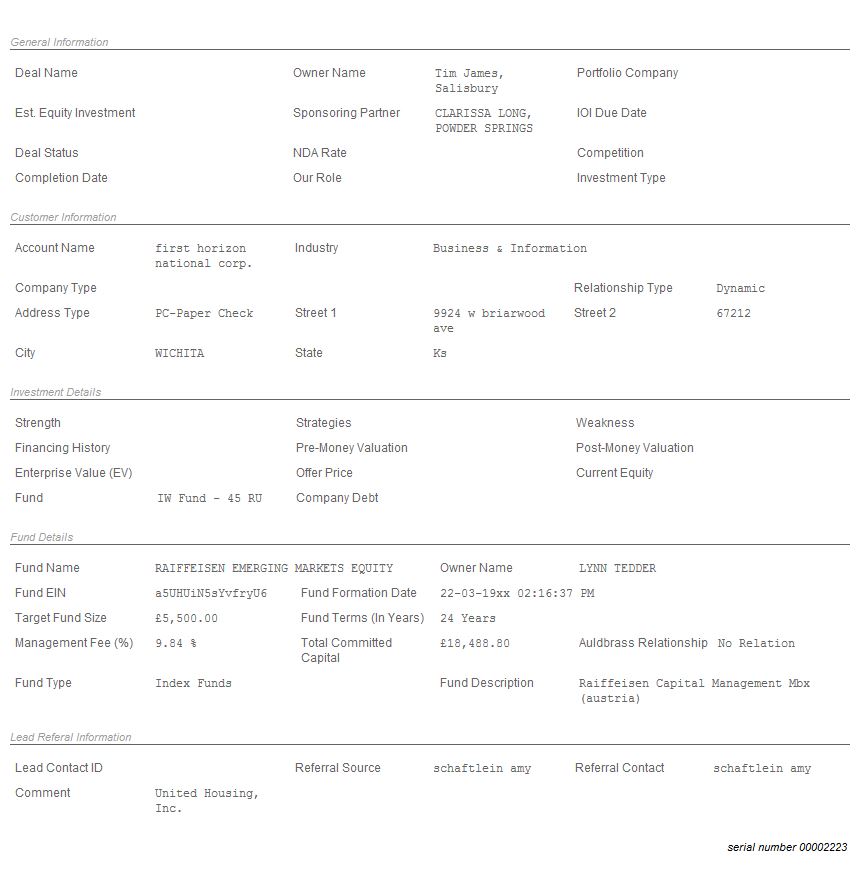 General Information
Deal Name Owner Name Tim James, Portfolio Company
Salisbury
Est. Equity Investment Sponsoring Partner CLARISSA LONG, IOI Due Date
POWDER SPRINGS
Deal Status NDA Rate Competition
Completion Date Our Role Investment Type
Customer Information
Account Name first horizon Industry Business & Information
national corp.
Company Type Relationship Type Dynamic
Address Type PC-Paper Check Street 1 9924 w briarwood Street 2 67212
ave
City WICHITA State Ks
Investment Details
Strength Strategies Weakness
Financing History Pre-Money Valuation Post-Money Valuation
Enterprise Value (EV) Offer Price Current Equity
Fund IW Fund - 45 RU Company Debt
Fund Details
Fund Name RAIFFEISEN EMERGING MARKETS EQUITY Owner Name LYNN TEDDER
Fund EIN a5UHUiN5sYvfryU6 Fund Formation Date 22-03-19xx 02:16:37 PM
Target Fund Size £5,500.00 Fund Terms (In Years) 24 Years
Management Fee (%) 9.84 % Total Committed £18,488.80 Auldbrass Relationship No Relation
Capital
Fund Type Index Funds Fund Description Raiffeisen Capital Management Mbx
(austria)
Lead Referal Information
Lead Contact ID Referral Source schaftlein amy Referral Contact schaftlein amy
Comment United Housing,
Inc.
serial number 00002223